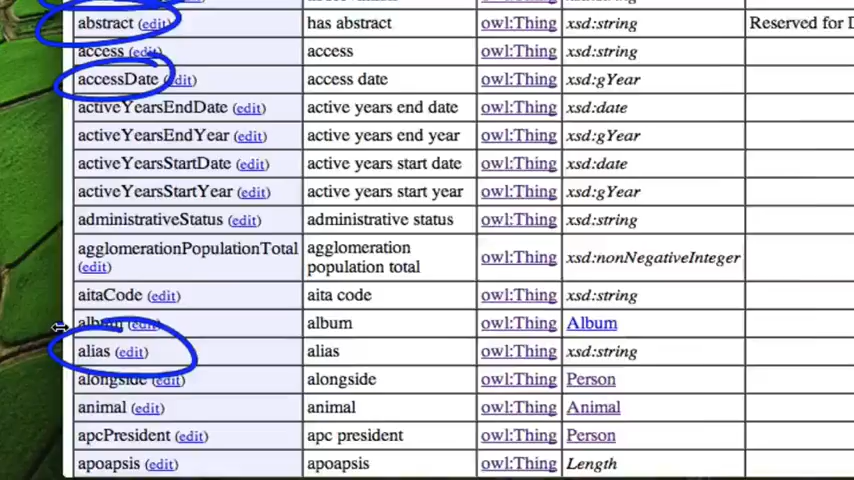 abstract (edit) has abstract owl:Thing xsd:string Reserved for D
access (edit) access owl:Thing xsd:string
accessDate (edit) access date owl:Thing xsd:gYear
activeYearsEndDate (edit) active years end date owl:Thing xsd:date
activeYearsEndYear (edit) active years end year owl:Thing xsd:gYear
activeYearsStartDate (edit) active years start date owl:Thing xsd:date
activeYearsStartYear (edit) active years start year owl:Thing xsd:gYear
administrativeStatus (edit) administrative status owl:Thing xsd:string
agglomerationPopulationTotal agglomeration
(edit) population total owl:Thing xsd:nonNegativeInteger
aitaCode (edit) aita code owl:Thing xsd:string
album (edit) album owl:Thing Album
alias (edit) alias owl:Thing xsd:string
alongside (edit) alongside owl:Thing Person
animal (edit) animal owl:Thing Animal
apcPresident (edit) apc president owl:Thing Person
apoapsis (edit) apoapsis owl:Thing Length